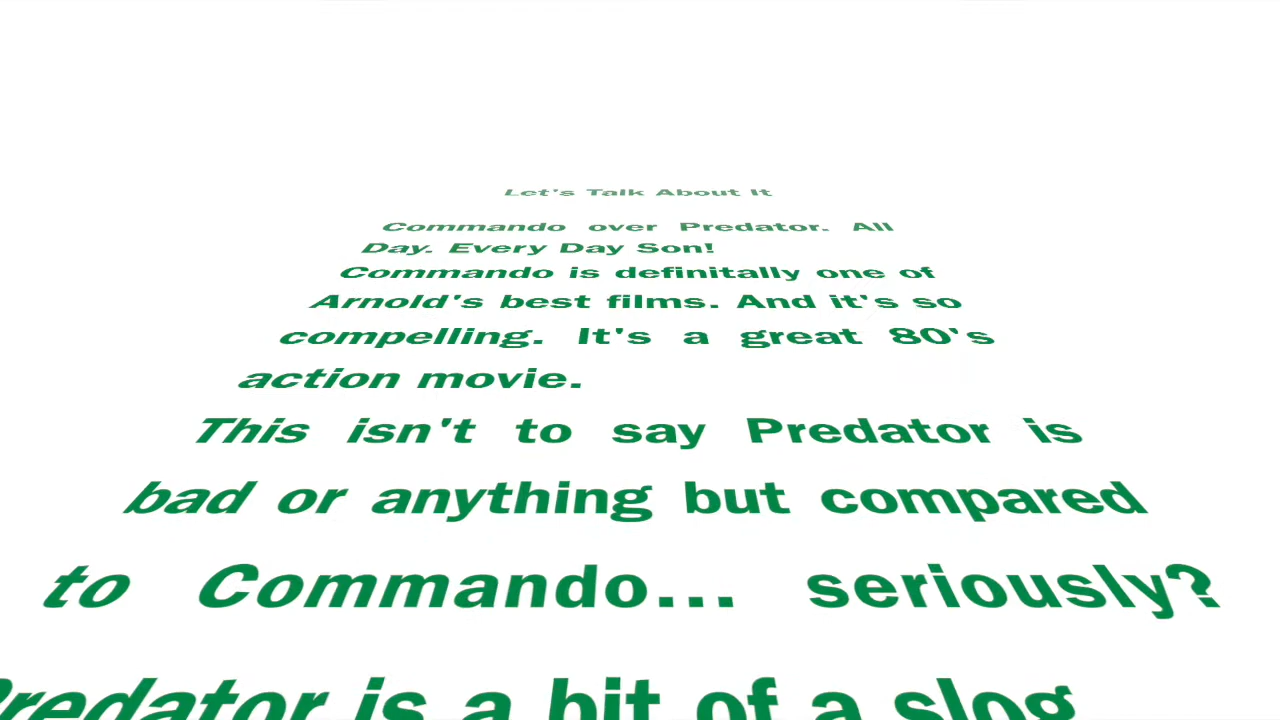 Let's Talk About It
Commando over Predator. All
Day. Every Day Son!
Commando is definitally one of
Arnold's best films. And it's so
compelling. It's a great 80's
action movie.
This isn't to say Predator is
bad or anything but compared
to Commando... seriously?
Predator is a bit of a slog